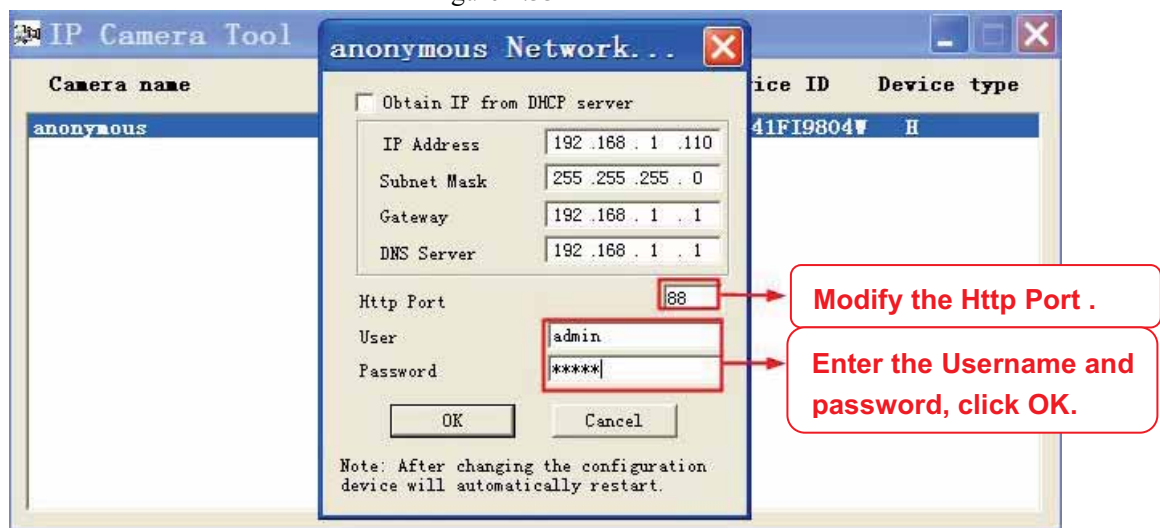 IP Camera Tool
anonymous Network...
Camera name
ice ID Device type
Obtain IP from DHCP server
anonymous
41FI9804W H
IP Address 192 .168 . 1 .110
Subnet Mask 255 .255 .255 . 0
Gateway 192 .168 . 1 . 1
DNS Server 192 .168 . 1 . 1
Http Port 88
Modify the Http Port .
User admin
Password *****
Enter the Username and
password, click OK.
OK Cancel
Note: After changing the configuration
device will automatically restart.